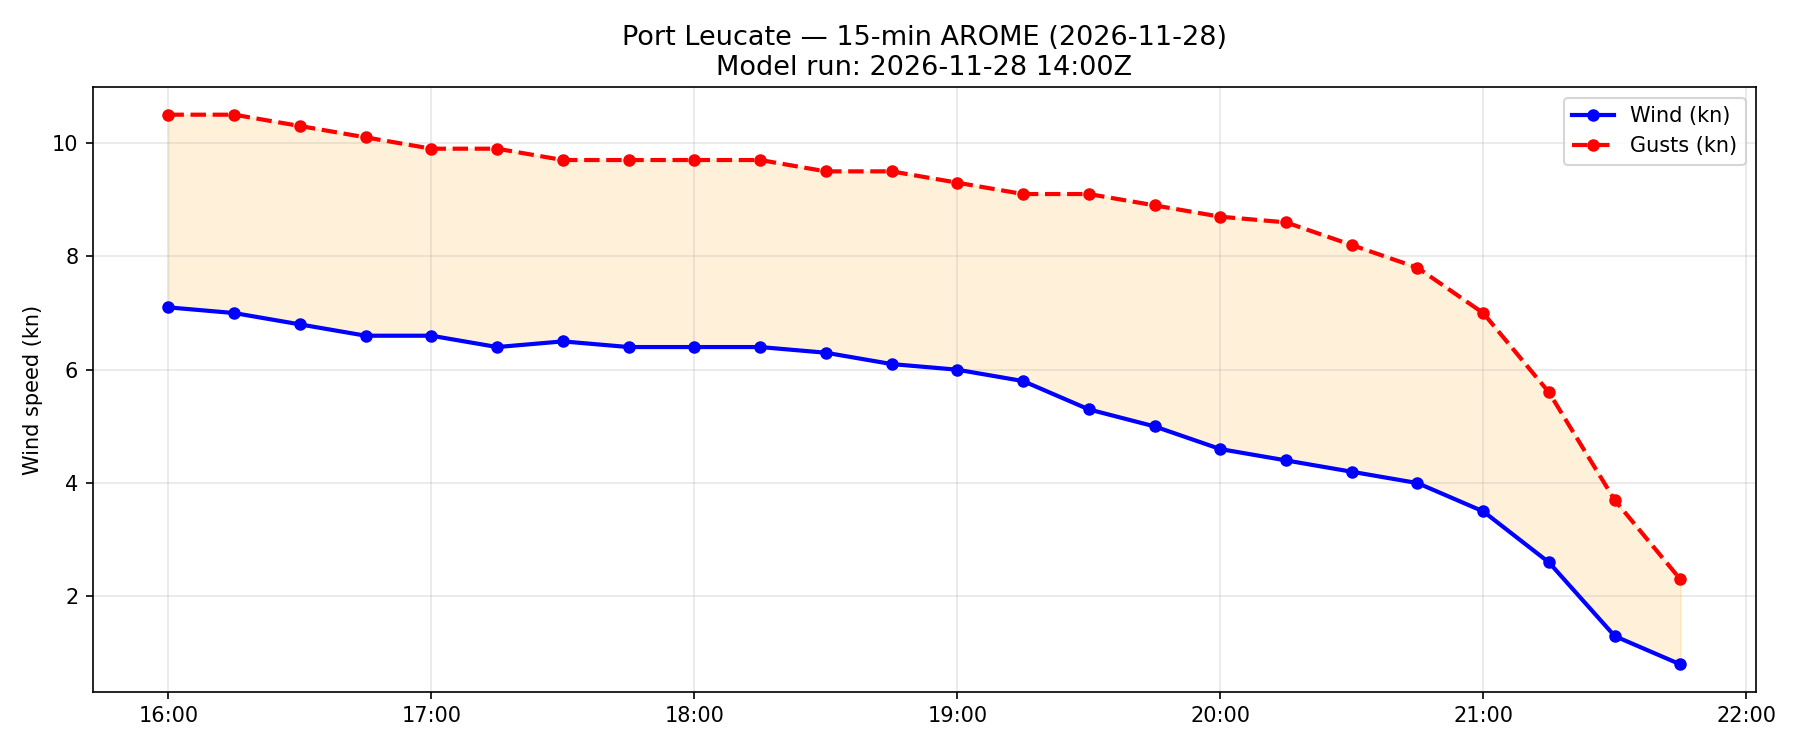 Port Leucate — 15-min AROME (2026-11-28)
Model run: 2026-11-28 14:00Z
Wind (kn)
Gusts (kn)
Wind speed (kn)
10
8
6
4
2
16:00
17:00
18:00
19:00
20:00
21:00
22:00